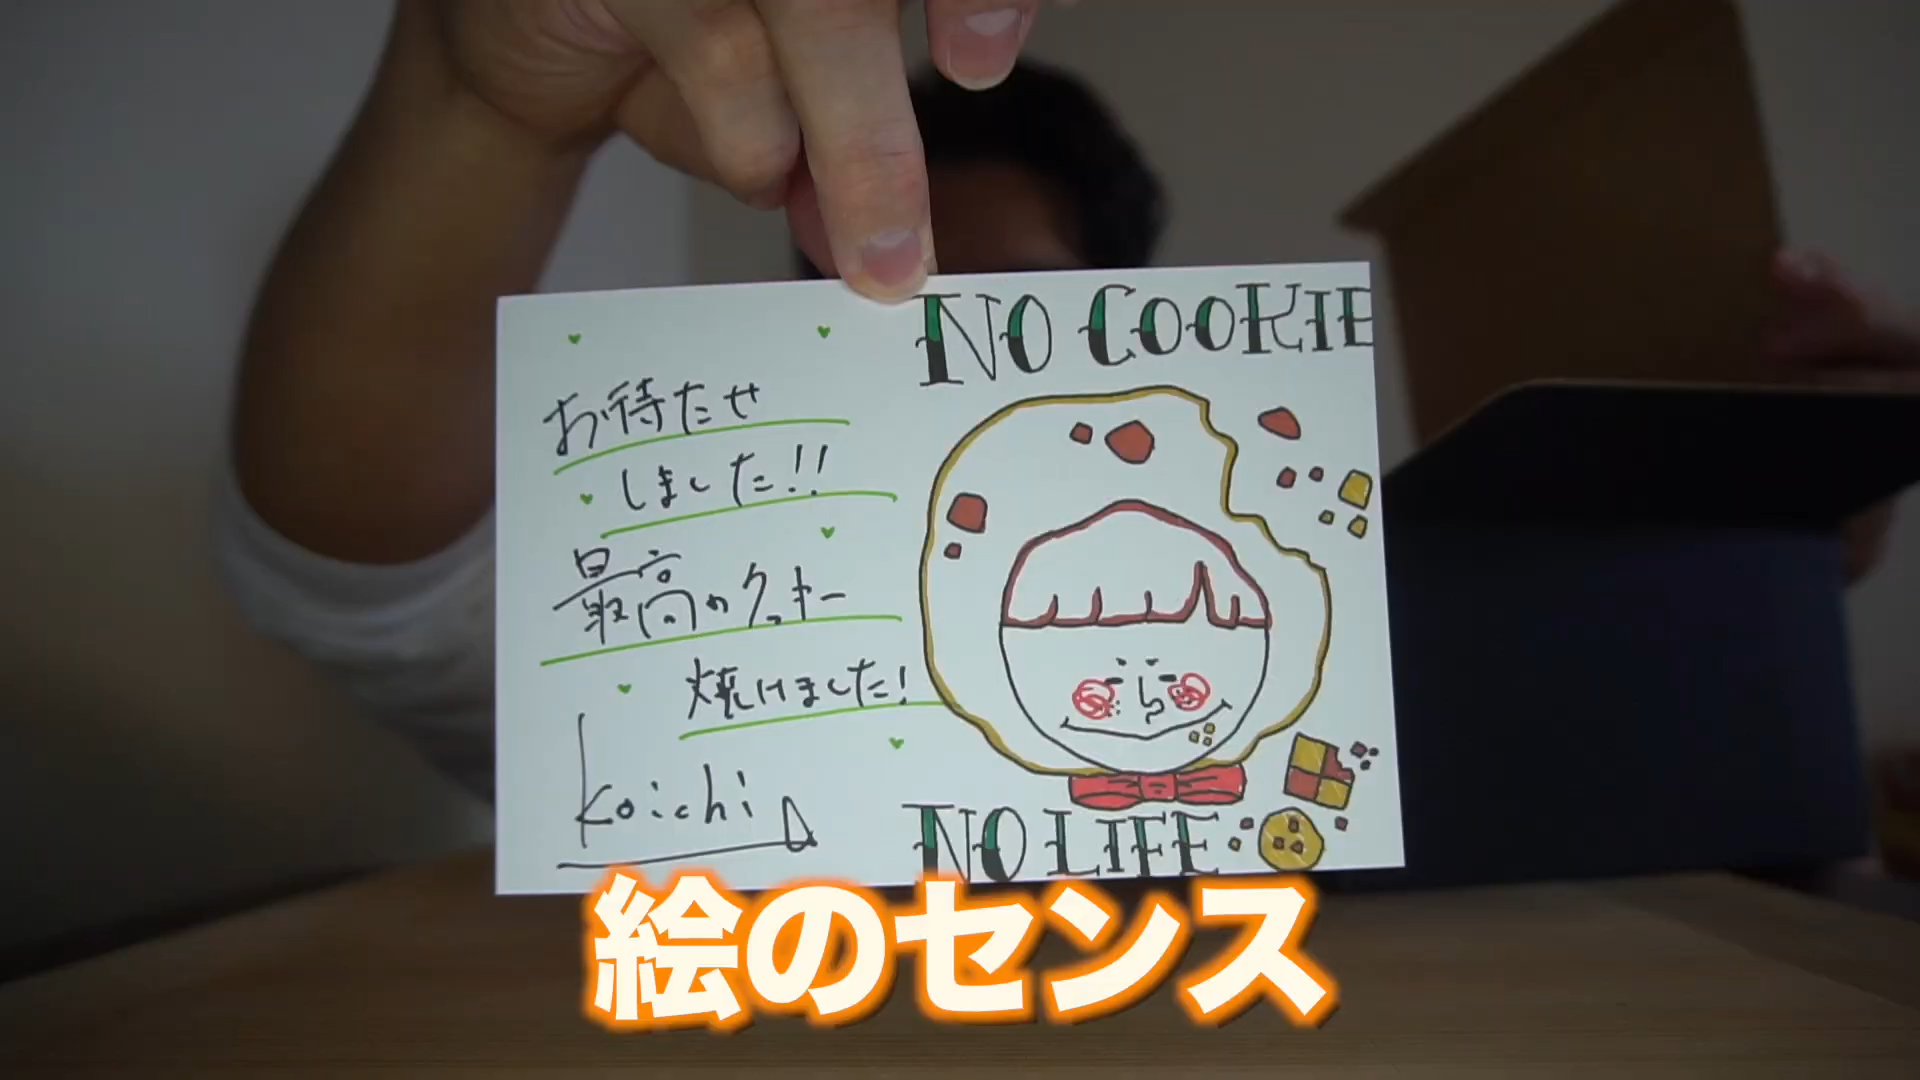 NO COOKIE
お待たせ
しました!!
最高のクッキー
焼けました!
Koichi
NO LIFE
絵のセンス